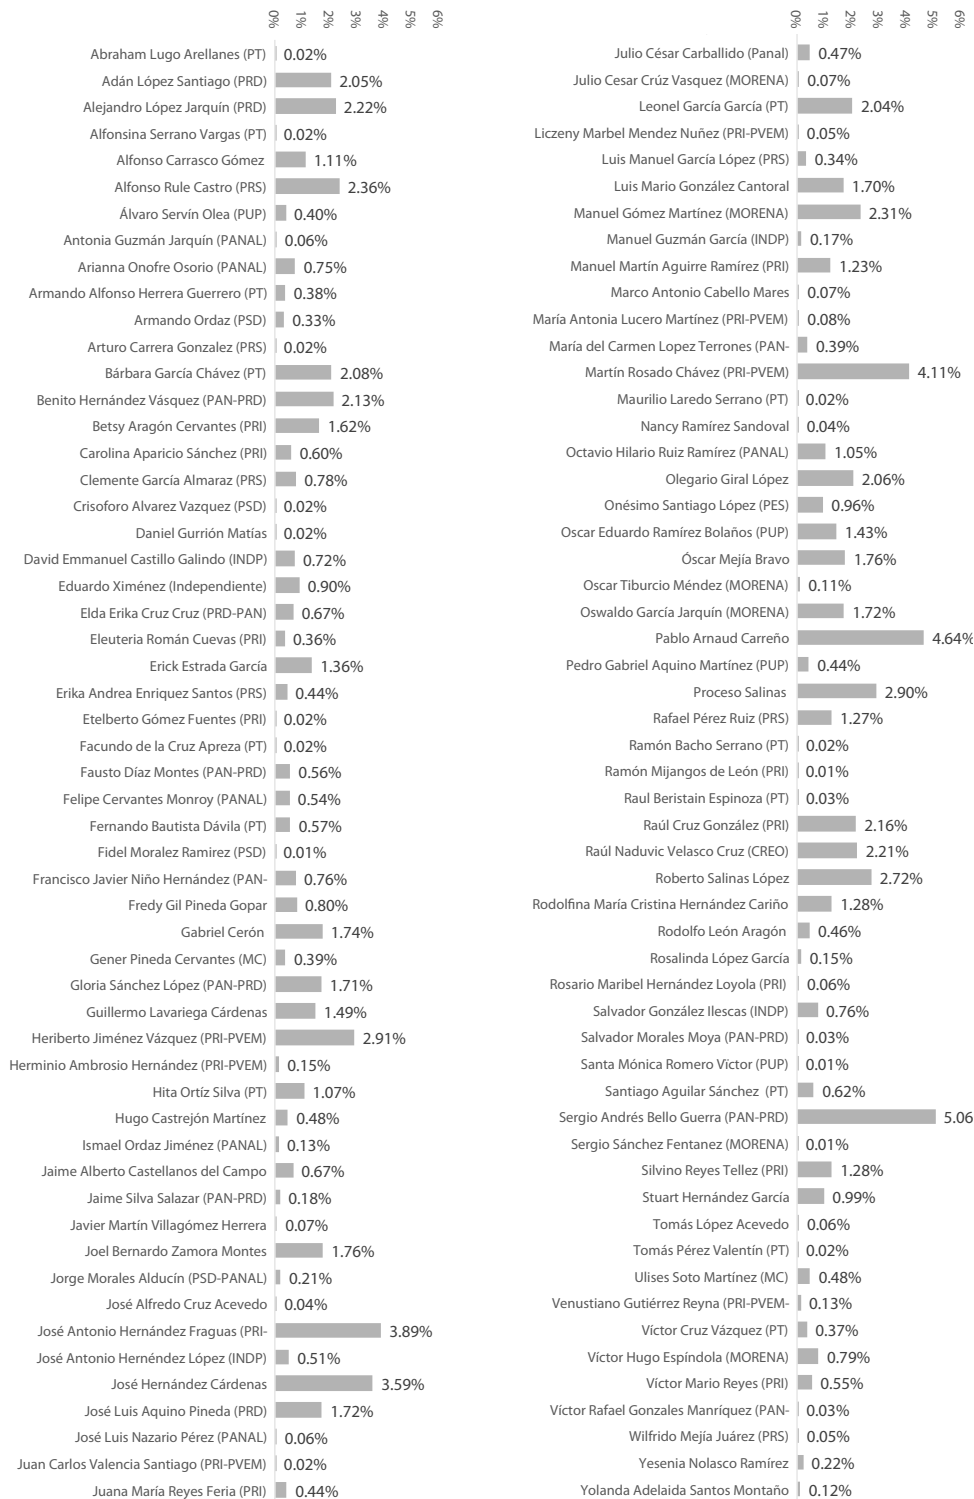 0% 1% 2% 3% 4% 5% 6%
Abraham Lugo Arellanes (PT) 0.02%
Adán López Santiago (PRD) 2.05%
Alejandro López Jarquín (PRD) 2.22%
Alfonsina Serrano Vargas (PT) 0.02%
Alfonso Carrasco Gómez 1.11%
Alfonso Rule Castro (PRS) 2.36%
Álvaro Servín Olea (PUP) 0.40%
Antonia Guzmán Jarquín (PANAL) 0.06%
Arianna Onofre Osorio (PANAL) 0.75%
Armando Alfonso Herrera Guerrero (PT) 0.38%
Armando Ordaz (PSD) 0.33%
Arturo Carrera Gonzalez (PRS) 0.02%
Bárbara García Chávez (PT) 2.08%
Benito Hernández Vásquez (PAN-PRD) 2.13%
Betsy Aragón Cervantes (PRI) 1.62%
Carolina Aparicio Sánchez (PRI) 0.60%
Clemente García Almaraz (PRS) 0.78%
Crisoforo Alvarez Vazquez (PSD) 0.02%
Daniel Gurrión Matías 0.02%
David Emmanuel Castillo Galindo (INDP) 0.72%
Eduardo Ximénez (Independiente) 0.90%
Elda Erika Cruz Cruz (PRD-PAN) 0.67%
Eleuteria Román Cuevas (PRI) 0.36%
Erick Estrada García 1.36%
Erika Andrea Enriquez Santos (PRS) 0.44%
Etelberto Gómez Fuentes (PRI) 0.02%
Facundo de la Cruz Apreza (PT) 0.02%
Fausto Díaz Montes (PAN-PRD) 0.56%
Felipe Cervantes Monroy (PANAL) 0.54%
Fernando Bautista Dávila (PT) 0.57%
Fidel Moralez Ramirez (PSD) 0.01%
Francisco Javier Niño Hernández (PAN- 0.76%
Fredy Gil Pineda Gopar 0.80%
Gabriel Cerón 1.74%
Gener Pineda Cervantes (MC) 0.39%
Gloria Sánchez López (PAN-PRD) 1.71%
Guillermo Lavariega Cárdenas 1.49%
Heriberto Jiménez Vázquez (PRI-PVEM) 2.91%
Herminio Ambrosio Hernández (PRI-PVEM) 0.15%
Hita Ortíz Silva (PT) 1.07%
Hugo Castrejón Martínez 0.48%
Ismael Ordaz Jiménez (PANAL) 0.13%
Jaime Alberto Castellanos del Campo 0.67%
Jaime Silva Salazar (PAN-PRD) 0.18%
Javier Martín Villagómez Herrera 0.07%
Joel Bernardo Zamora Montes 1.76%
Jorge Morales Alducín (PSD-PANAL) 0.21%
José Alfredo Cruz Acevedo 0.04%
José Antonio Hernández Fraguas (PRI- 3.89%
José Antonio Hernéndez López (INDP) 0.51%
José Hernández Cárdenas 3.59%
José Luis Aquino Pineda (PRD) 1.72%
José Luis Nazario Pérez (PANAL) 0.06%
Juan Carlos Valencia Santiago (PRI-PVEM) 0.02%
Juana María Reyes Feria (PRI) 0.44%
0% 1% 2% 3% 4% 5% 6%
Julio César Carballido (Panal) 0.47%
Julio Cesar Crúz Vasquez (MORENA) 0.07%
Leonel García García (PT) 2.04%
Liczeny Marbel Mendez Nuñez (PRI-PVEM) 0.05%
Luis Manuel García López (PRS) 0.34%
Luis Mario González Cantoral 1.70%
Manuel Gómez Martínez (MORENA) 2.31%
Manuel Guzmán García (INDP) 0.17%
Manuel Martín Aguirre Ramírez (PRI) 1.23%
Marco Antonio Cabello Mares 0.07%
María Antonia Lucero Martínez (PRI-PVEM) 0.08%
María del Carmen Lopez Terrones (PAN- 0.39%
Martín Rosado Chávez (PRI-PVEM) 4.11%
Maurilio Laredo Serrano (PT) 0.02%
Nancy Ramírez Sandoval 0.04%
Octavio Hilario Ruiz Ramírez (PANAL) 1.05%
Olegario Giral López 2.06%
Onésimo Santiago López (PES) 0.96%
Oscar Eduardo Ramírez Bolaños (PUP) 1.43%
Óscar Mejía Bravo 1.76%
Oscar Tiburcio Méndez (MORENA) 0.11%
Oswaldo García Jarquín (MORENA) 1.72%
Pablo Arnaud Carreño 4.64%
Pedro Gabriel Aquino Martínez (PUP) 0.44%
Proceso Salinas 2.90%
Rafael Pérez Ruiz (PRS) 1.27%
Ramón Bacho Serrano (PT) 0.02%
Ramón Mijangos de León (PRI) 0.01%
Raul Beristain Espinoza (PT) 0.03%
Raúl Cruz González (PRI) 2.16%
Raúl Naduvic Velasco Cruz (CREO) 2.21%
Roberto Salinas López 2.72%
Rodolfina María Cristina Hernández Cariño 1.28%
Rodolfo León Aragón 0.46%
Rosalinda López García 0.15%
Rosario Maribel Hernández Loyola (PRI) 0.06%
Salvador González Ilescas (INDP) 0.76%
Salvador Morales Moya (PAN-PRD) 0.03%
Santa Mónica Romero Víctor (PUP) 0.01%
Santiago Aguilar Sánchez (PT) 0.62%
Sergio Andrés Bello Guerra (PAN-PRD) 5.06
Sergio Sánchez Fentanez (MORENA) 0.01%
Silvino Reyes Tellez (PRI) 1.28%
Stuart Hernández García 0.99%
Tomás López Acevedo 0.06%
Tomás Pérez Valentín (PT) 0.02%
Ulises Soto Martínez (MC) 0.48%
Venustiano Gutiérrez Reyna (PRI-PVEM- 0.13%
Víctor Cruz Vázquez (PT) 0.37%
Víctor Hugo Espíndola (MORENA) 0.79%
Víctor Mario Reyes (PRI) 0.55%
Víctor Rafael Gonzales Manríquez (PAN- 0.03%
Wilfrido Mejía Juárez (PRS) 0.05%
Yesenia Nolasco Ramírez 0.22%
Yolanda Adelaida Santos Montaño 0.12%